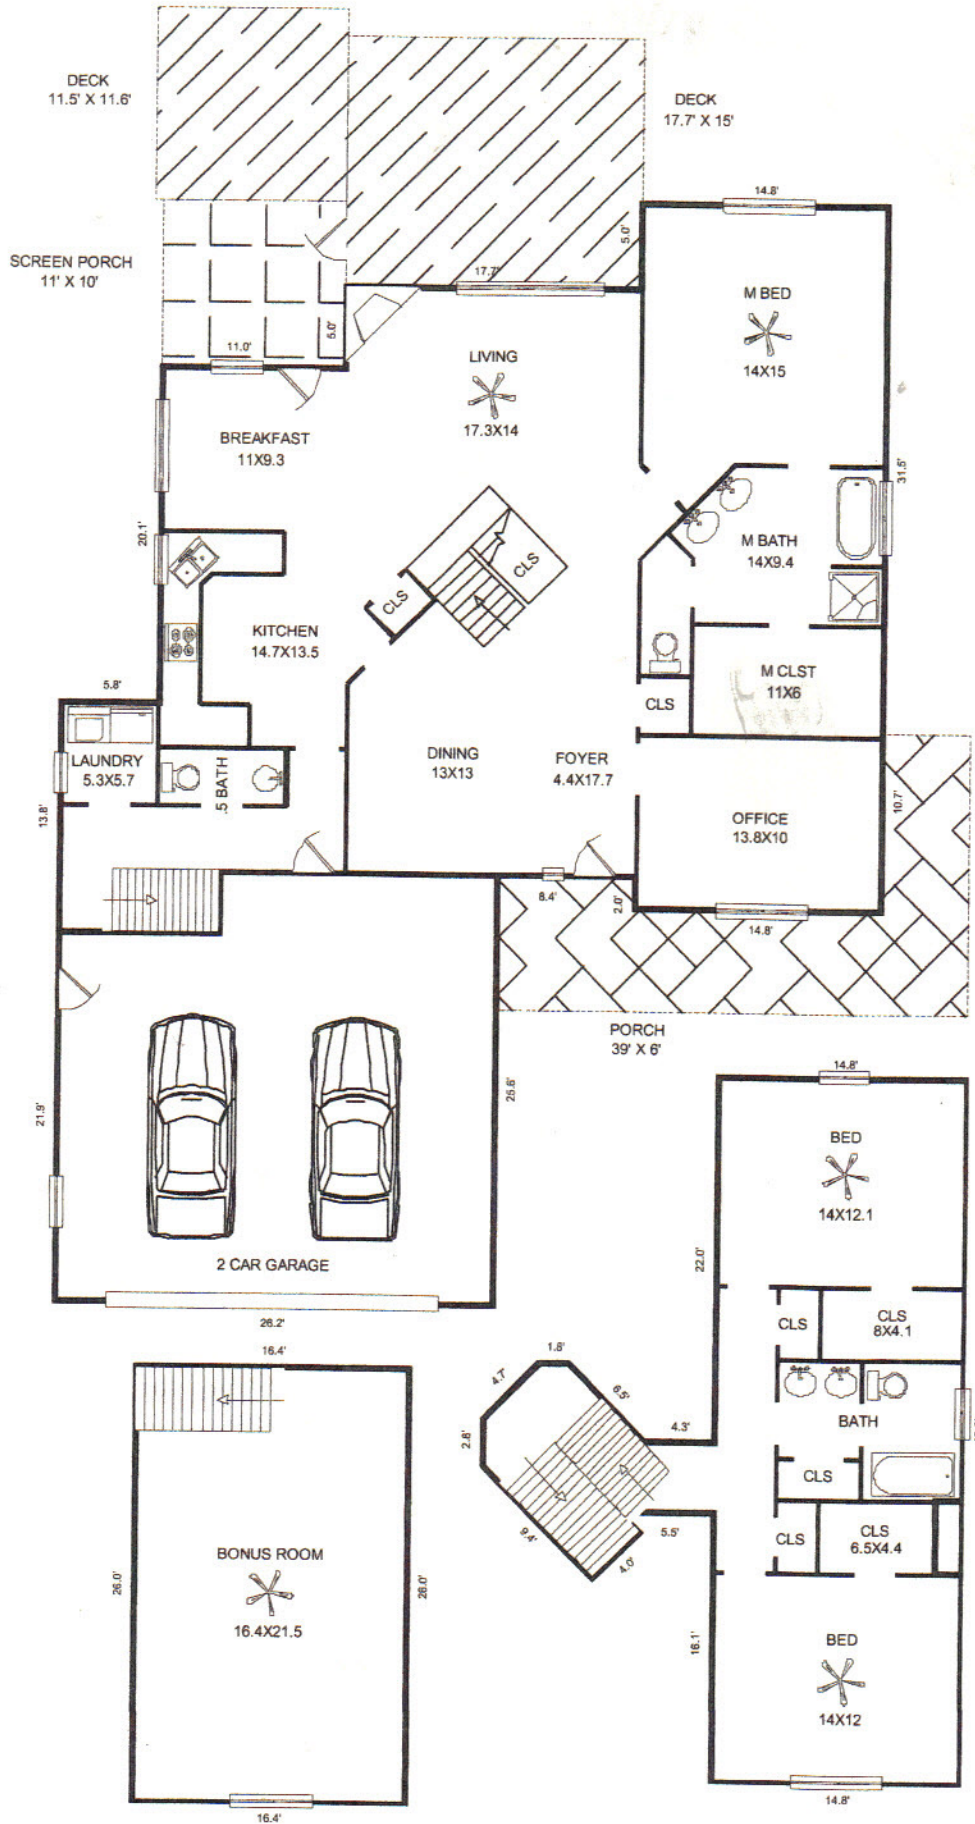 DECK
11.5' X 11.6'
DECK
17.7' X 15'
14.8'
5.0'
SCREEN PORCH
11' X 10'
17.7'
M BED
14X15
5.0'
11.0'
LIVING
17.3X14
BREAKFAST
11X9.3
31.5'
20.1'
M BATH
14X9.4
CLS
CLS
KITCHEN
14.7X13.5
M CLST
11X6
5.8'
CLS
LAUNDRY
5.3X5.7
.5 BATH
DINING
13X13
FOYER
4.4X17.7
13.8'
OFFICE
13.8X10
10.7'
8.4'
2.0'
14.8'
PORCH
39' X 6'
21.9'
25.6'
2 CAR GARAGE
26.2'
14.8'
BED
14X12.1
22.0'
CLS
CLS
8X4.1
BATH
CLS
CLS
CLS
6.5X4.4
1.8'
4.7'
6.5'
2.8'
4.3'
9.4'
4.0'
5.5'
16.1'
BED
14X12
14.8'
16.4'
26.0'
BONUS ROOM
16.4X21.5
26.0'
16.4'